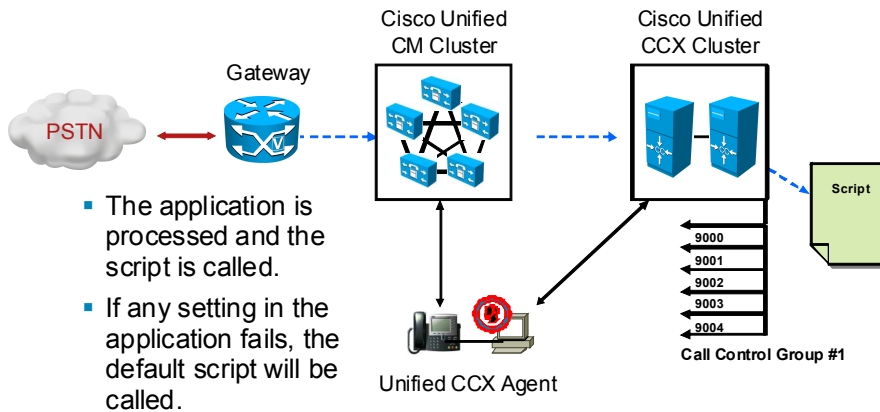 Cisco Unified
CM Cluster
Cisco Unified
CCX Cluster
Gateway
PSTN
V
Script
▪ The application is
processed and the
script is called.
▪ If any setting in the
application fails, the
default script will be
called.
9000
9001
9002
9003
9004
Call Control Group #1
Unified CCX Agent